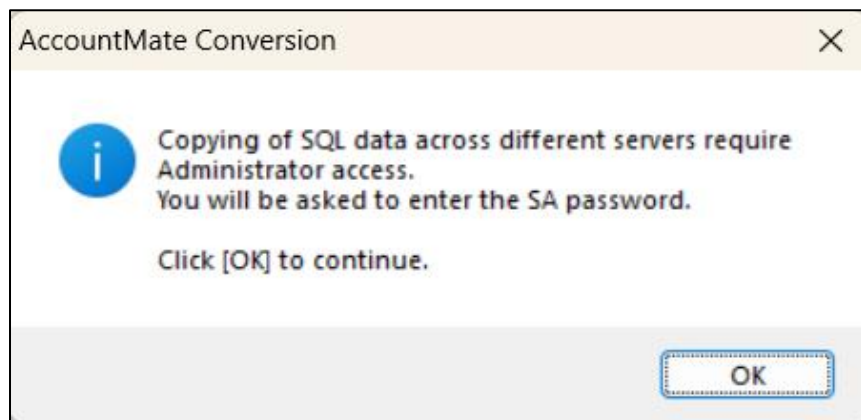 AccountMate Conversion
Copying of SQL data across different servers require
Administrator access.
You will be asked to enter the SA password.
Click [OK] to continue.
OK